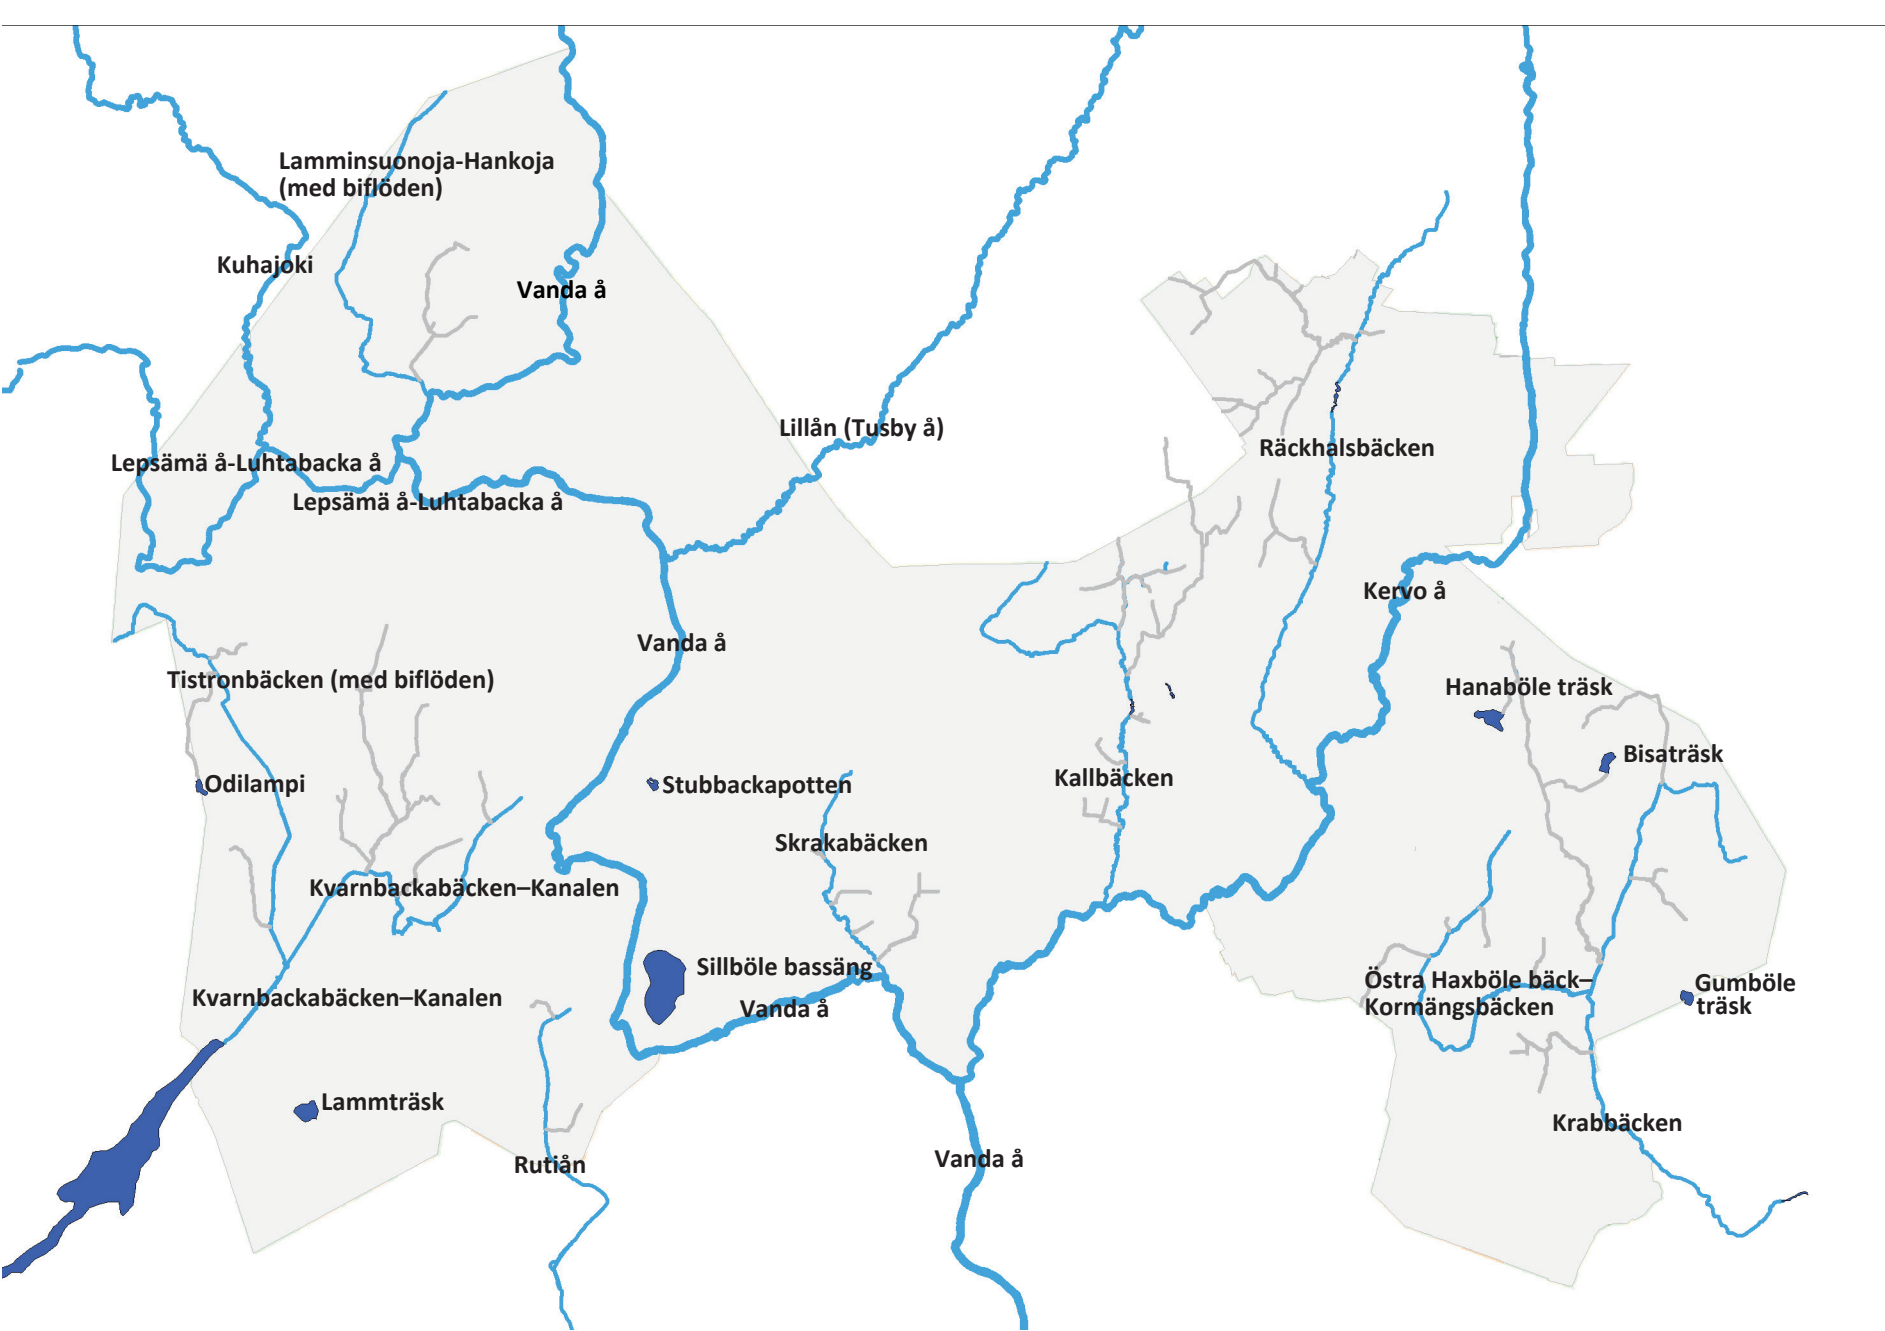 Lamminsuonoja-Hankoja
(med biflöden)
Kuhajoki
Vanda å
Lillån (Tusby å)
Räckhalsbäcken
Lepsämä å-Luhtabacka å
Lepsämä å-Luhtabacka å
Kervo å
Vanda å
Tistronbäcken (med biflöden)
Hanaböle träsk
Bisaträsk
Odilampi
Stubbackapotten
Kallbäcken
Skrakabäcken
Kvarnbackabäcken–Kanalen
Sillböle bassäng
Östra Haxböle bäck–
Kormängsbäcken
Gumböle
träsk
Kvarnbackabäcken–Kanalen
Vanda å
Lammträsk
Krabbäcken
Rutiån
Vanda å